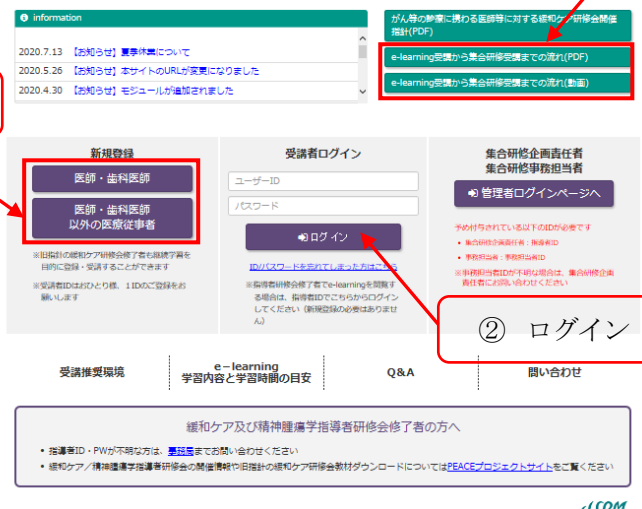 information
2020.7.13 【お知らせ】夏季休業について
2020.5.26 【お知らせ】本サイトのURLが変更になりました
2020.4.30 【お知らせ】モジュールが追加されました
がん等の診療に携わる医師等に対する緩和ケア研修会開催
指針(PDF)
e-learning受講から集合研修受講までの流れ(PDF)
e-learning受講から集合研修受講までの流れ(動画)
新規登録
医師・歯科医師
医師・歯科医師
以外の医療従事者
※旧指針の緩和ケア研修会修了者も継続学習を
目的に登録・受講することができます
※受講者IDはおひとり様、1IDのご登録をお
願いします
受講者ログイン
ユーザーID
パスワード
ログイン
ID/パスワードを忘れてしまった方はこちら
※指導者研修会修了者でe-learningを閲覧す
る場合は、指導者IDでこちらからログイン
してください（新規登録の必要はありませ
ん）
集合研修企画責任者
集合研修事務担当者
管理者ログインページへ
予め付与されている以下のIDが必要です
• 集合研修企画責任者：指導者ID
• 事務担当者：事務担当者ID
※事務担当者IDが不明な場合は、集合研修企画
責任者にお問い合わせください
② ログイン
受講推奨環境
e－learning
学習内容と学習時間の目安
Q&A
問い合わせ
緩和ケア及び精神腫瘍学指導者研修会修了者の方へ
• 指導者ID・PWが不明な方は、事務局までお問い合わせください
• 緩和ケア／精神腫瘍学指導者研修会の開催情報や旧指針の緩和ケア研修会教材ダウンロードについてはPEACEプロジェクトサイトをご覧ください